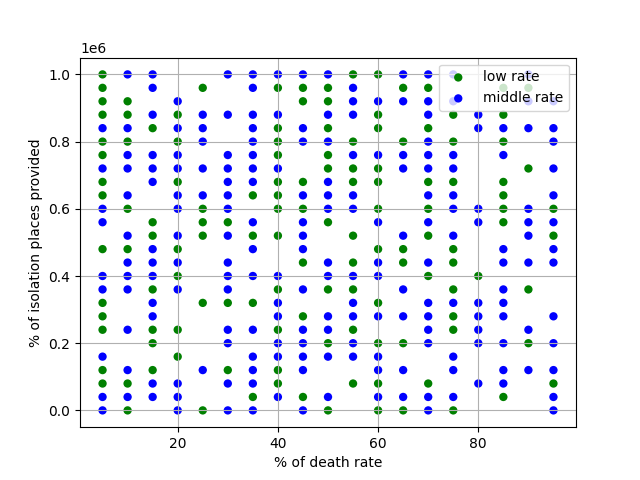 1e6
low rate
middle rate
1.0
0.8
0.6
0.4
0.2
0.0
% of isolation places provided
20 40 60 80
% of death rate